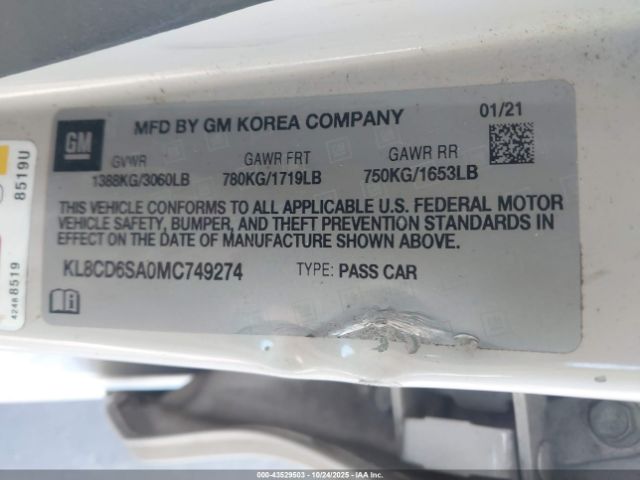 GM
MFD BY GM KOREA COMPANY
01/21
GVWR GAWR FRT GAWR RR
1388KG/3060LB 780KG/1719LB 750KG/1653LB
THIS VEHICLE CONFORMS TO ALL APPLICABLE U.S. FEDERAL MOTOR
VEHICLE SAFETY, BUMPER, AND THEFT PREVENTION STANDARDS IN
EFFECT ON THE DATE OF MANUFACTURE SHOWN ABOVE.
KL8CD6SA0MC749274 TYPE: PASS CAR
8519U
42488519
00-43529503 | 10/24/2025 | IAA Inc.